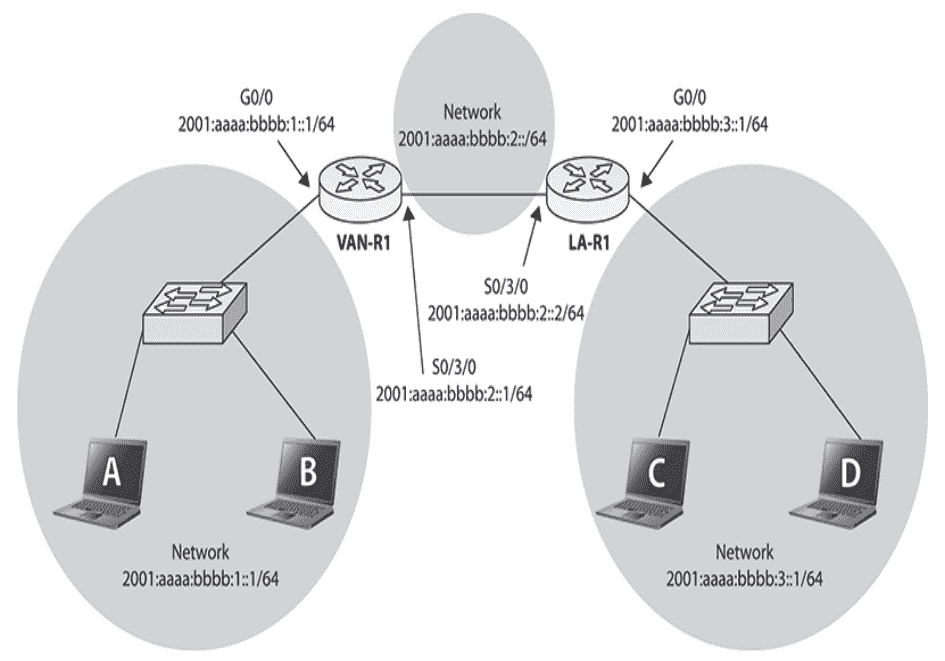 G0/0
2001:aaaa:bbbb:1::1/64
Network
2001:aaaa:bbbb:2::/64
G0/0
2001:aaaa:bbbb:3::1/64
VAN-R1
LA-R1
S0/3/0
2001:aaaa:bbbb:2::2/64
S0/3/0
2001:aaaa:bbbb:2::1/64
A
B
C
D
Network
2001:aaaa:bbbb:1::1/64
Network
2001:aaaa:bbbb:3::1/64